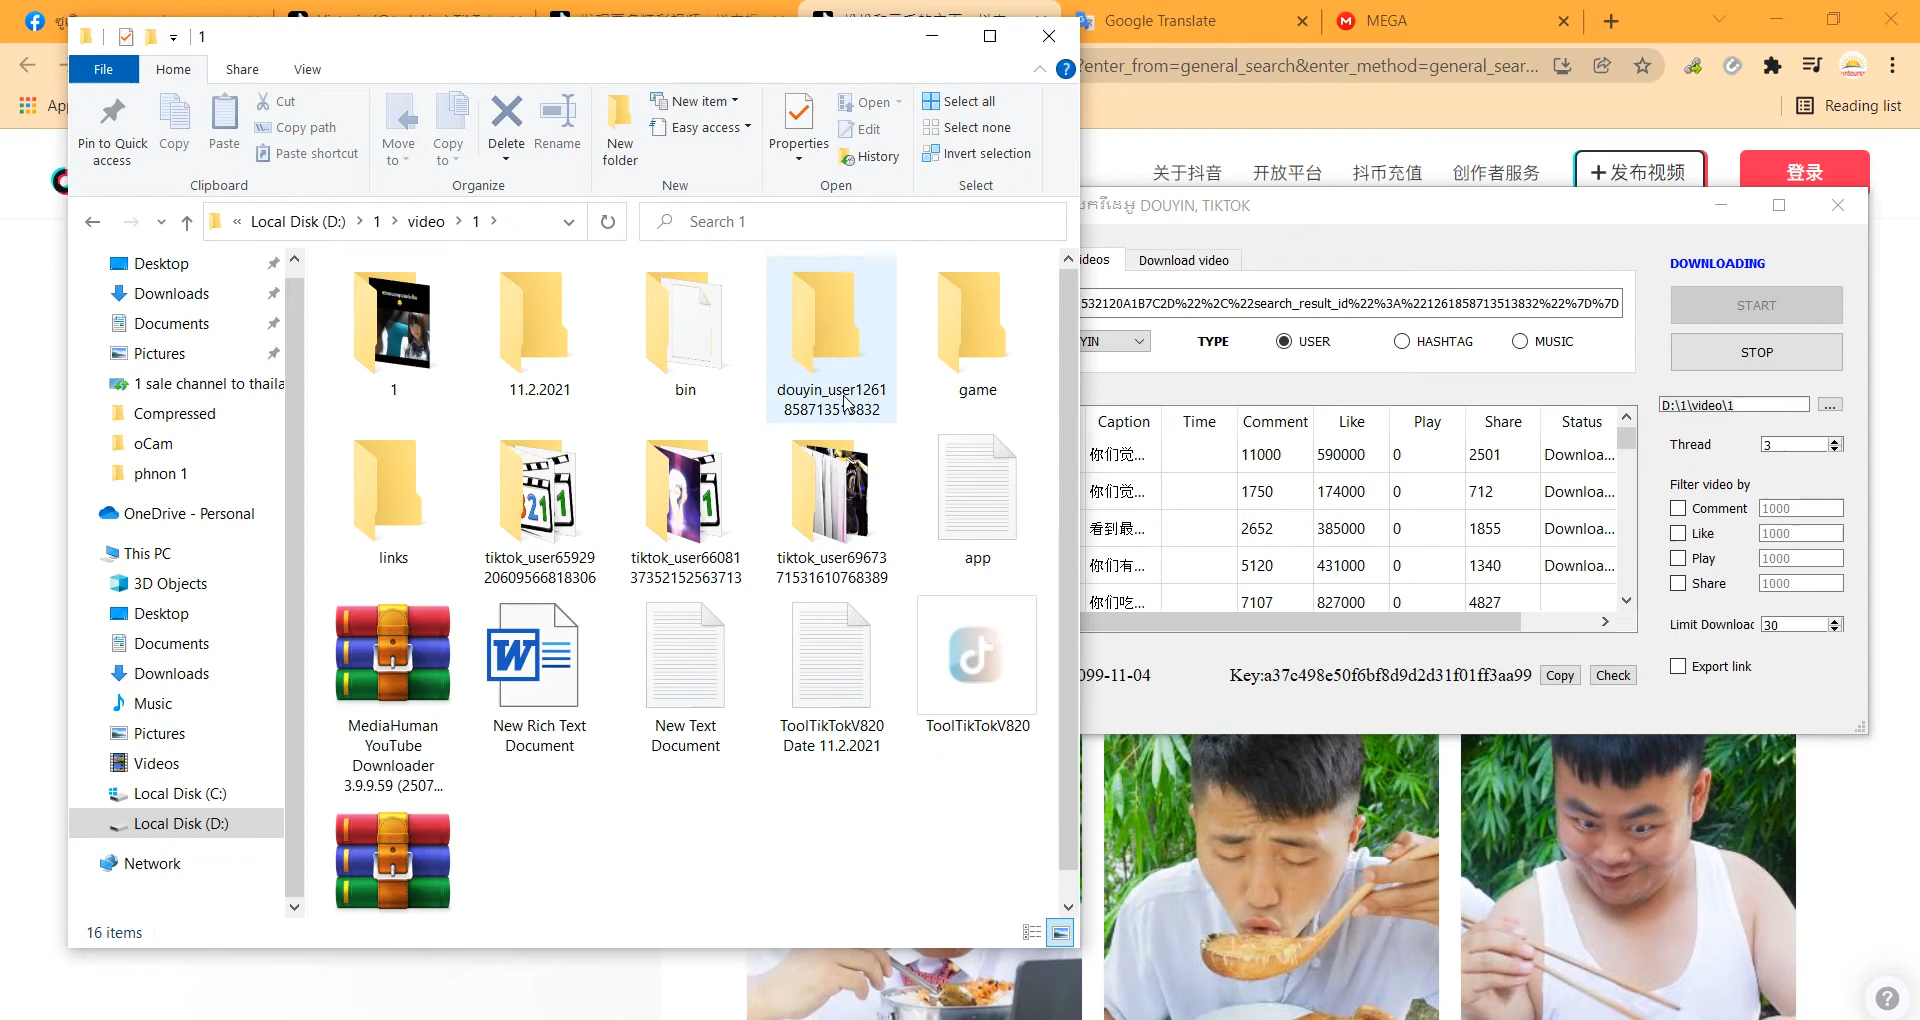 Google Translate
MEGA
1
File
Home
Share
View
?enter_from=general_search&enter_method=general_sear...
Reading list
Pin to Quick access
Copy
Paste
Cut
Copy path
Paste shortcut
Clipboard
Move to
Copy to
Delete
Rename
Organize
New folder
New item
Easy access
New
Properties
Open
Edit
History
Open
Select all
Select none
Invert selection
Select
关于抖音
开放平台
抖币充值
创作者服务
+ 发布视频
登录
« Local Disk (D:) > 1 > video > 1 >
Search 1
Desktop
Downloads
Documents
Pictures
1 sale channel to thaila
Compressed
oCam
phnon 1
OneDrive - Personal
This PC
3D Objects
Desktop
Documents
Downloads
Music
Pictures
Videos
Local Disk (C:)
Local Disk (D:)
Network
16 items
1
11.2.2021
bin
douyin_user1261
858713513832
game
links
tiktok_user65929
20609566818306
tiktok_user66081
37352152563713
tiktok_user69673
71531610768389
app
MediaHuman
YouTube
Downloader
3.9.9.59 (2507...
New Rich Text
Document
New Text
Document
ToolTikTokV820
Date 11.2.2021
ToolTikTokV820
DOUYIN, TIKTOK
Download video
532120A1B7C2D%22%2C%22search_result_id%22%3A%221261858713513832%22%7D%7D
TYPE
USER
HASHTAG
MUSIC
Caption Time Comment Like Play Share Status
你们觉... 11000 590000 0 2501 Downloa...
你们觉... 1750 174000 0 712 Downloa...
看到最... 2652 385000 0 1855 Downloa...
你们有... 5120 431000 0 1340 Downloa...
你们吃... 7107 827000 0 4827
099-11-04
Key:a37c498e50f6bf8d9d2d31f01ff3aa99
Copy
Check
DOWNLOADING
START
STOP
D:\1\video\1
...
Thread 3
Filter video by
Comment 1000
Like 1000
Play 1000
Share 1000
Limit Downloac 30
Export link